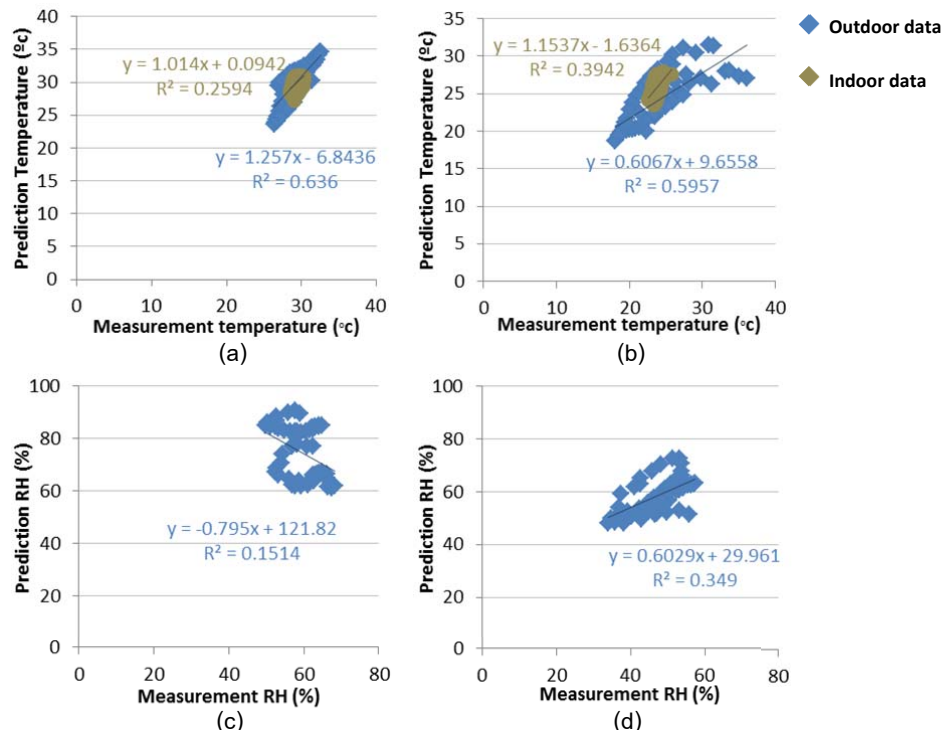 40
35
30
25
20
15
10
5
0
Prediction Temperature (ºc)
y = 1.014x + 0.0942
R² = 0.2594
y = 1.257x - 6.8436
R² = 0.636
0 10 20 30 40
Measurement temperature (ºc)
(a)
35
30
25
20
15
10
5
0
Prediction Temperature (ºc)
y = 1.1537x - 1.6364
R² = 0.3942
y = 0.6067x + 9.6558
R² = 0.5957
0 10 20 30 40
Measurement temperature (ºc)
(b)
Outdoor data
Indoor data
100
80
60
40
20
0
Prediction RH (%)
y = -0.795x + 121.82
R² = 0.1514
0 20 40 60 80
Measurement RH (%)
(c)
100
80
60
40
20
0
Prediction RH (%)
y = 0.6029x + 29.961
R² = 0.349
0 20 40 60 80
Measurement RH (%)
(d)